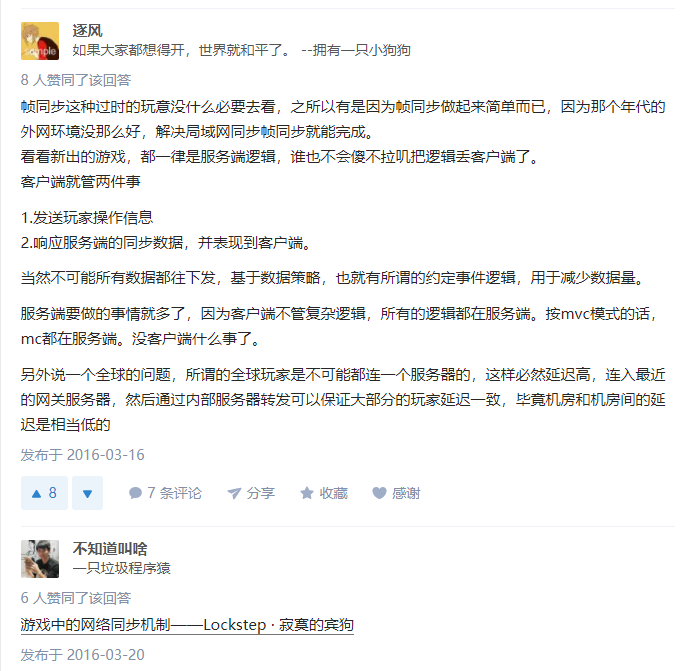 逐风
如果大家都想得开，世界就和平了。 --拥有一只小狗狗
sample
8 人赞同了该回答
帧同步这种过时的玩意没什么必要去看，之所以有是因为帧同步做起来简单而已，因为那个年代的
外网环境没那么好，解决局域网同步帧同步就能完成。
看看新出的游戏，都一律是服务端逻辑，谁也不会傻不拉叽把逻辑丢客户端了。
客户端就管两件事
1.发送玩家操作信息
2.响应服务端的同步数据，并表现到客户端。
当然不可能所有数据都往下发，基于数据策略，也就有所谓的约定事件逻辑，用于减少数据量。
服务端要做的事情就多了，因为客户端不管复杂逻辑，所有的逻辑都在服务端。按mvc模式的话，
mc都在服务端。没客户端什么事了。
另外说一个全球的问题，所谓的全球玩家是不可能都连一个服务器的，这样必然延迟高，连入最近
的网关服务器，然后通过内部服务器转发可以保证大部分的玩家延迟一致，毕竟机房和机房间的延
迟是相当低的
发布于 2016-03-16
8 7 条评论 分享 收藏 感谢
不知道叫啥
一只垃圾程序猿
6 人赞同了该回答
游戏中的网络同步机制——Lockstep · 寂寞的宾狗
发布于 2016-03-20